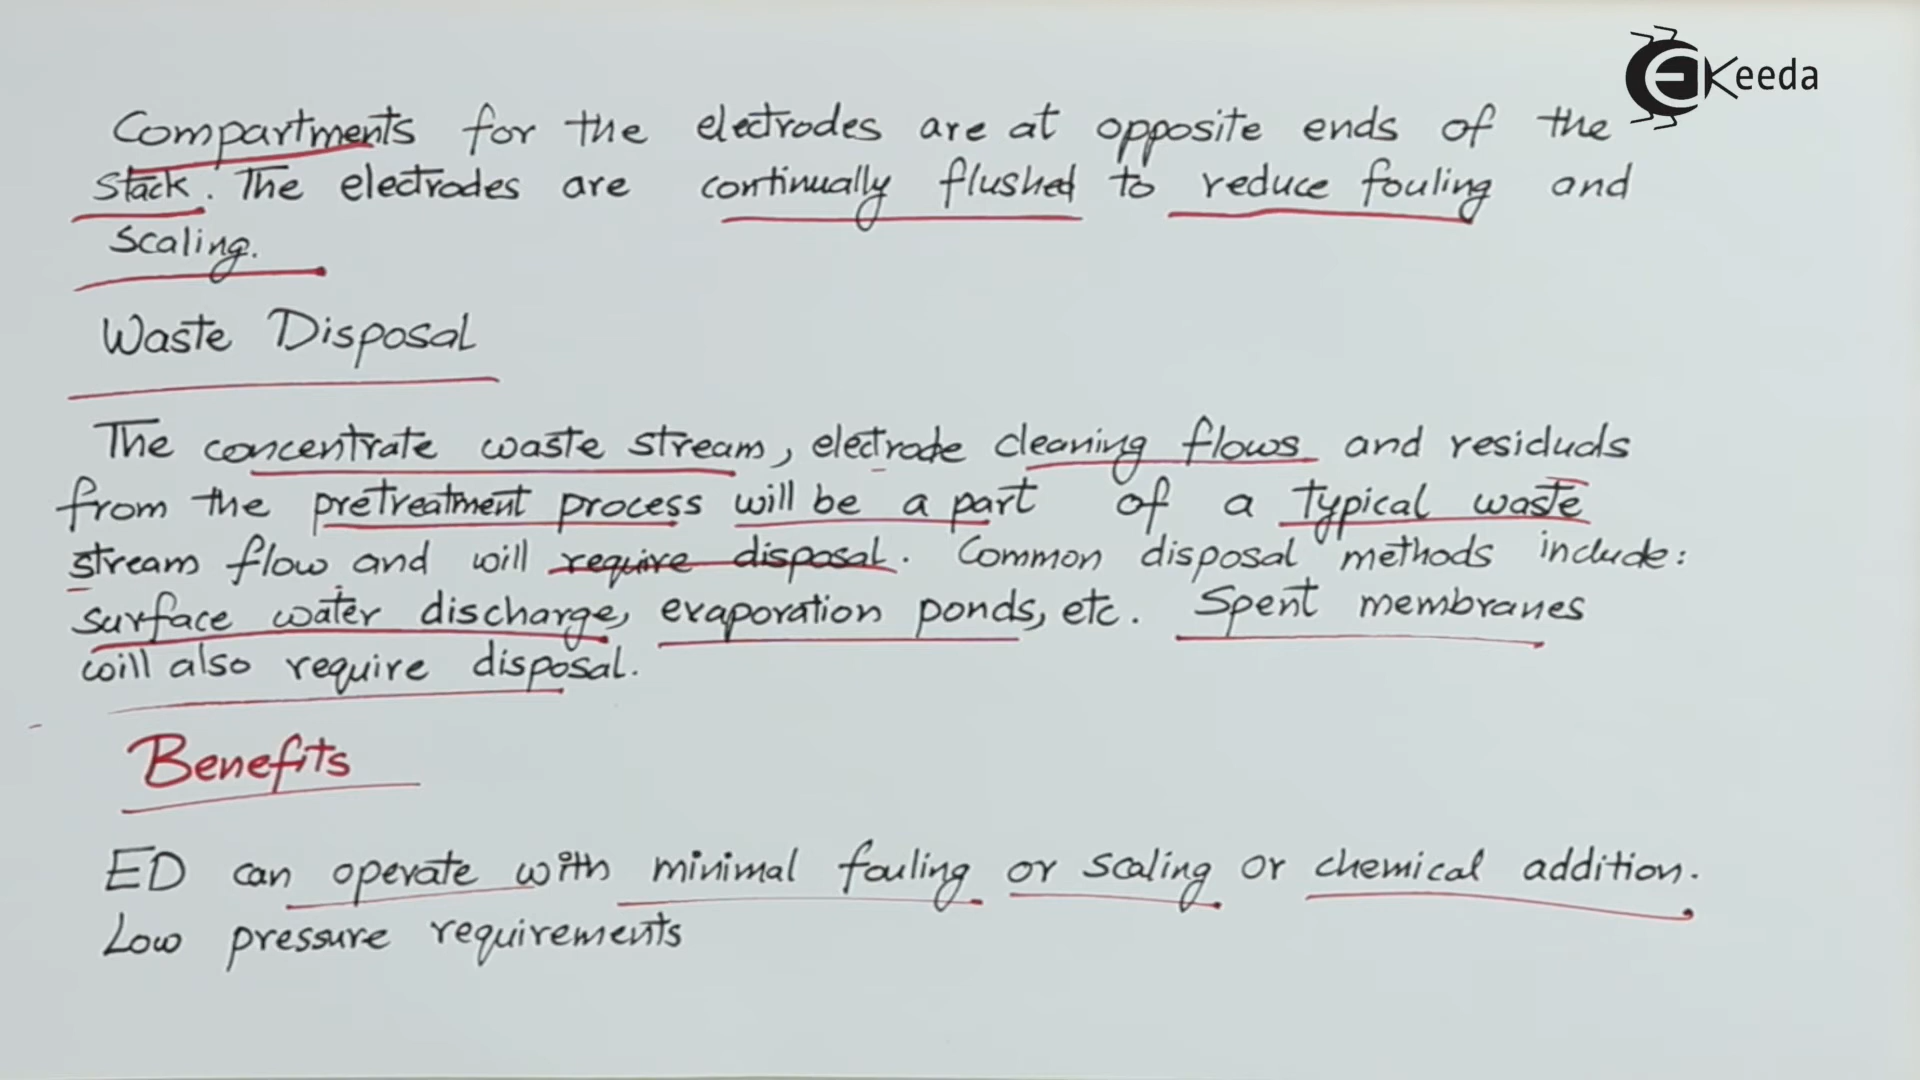 EKeeda
Compartments for the electrodes are at opposite ends of the
stack. The electrodes are continually flushed to reduce fouling and
scaling.
Waste Disposal
The concentrate waste stream, electrode cleaning flows and residuds
from the pretreatment process will be a part of a typical waste
stream flow and will require disposal. Common disposal methods include:
surface water discharge, evaporation ponds, etc. Spent membranes
will also require disposal.
Benefits
ED can operate with minimal fouling or scaling or chemical addition.
Low pressure requirements